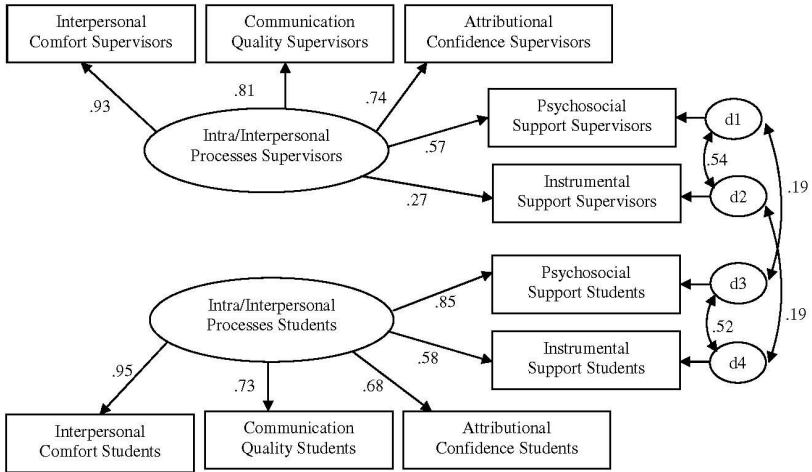 Interpersonal
Comfort Supervisors
Communication
Quality Supervisors
Attributional
Confidence Supervisors
.93
.81
.74
Intra/Interpersonal
Processes Supervisors
.57
.27
Psychosocial
Support Supervisors
d1
.54
Instrumental
Support Supervisors
d2
.19
Psychosocial
Support Students
d3
.85
Intra/Interpersonal
Processes Students
.52
.19
.58
Instrumental
Support Students
d4
.95
.73
.68
Interpersonal
Comfort Students
Communication
Quality Students
Attributional
Confidence Students